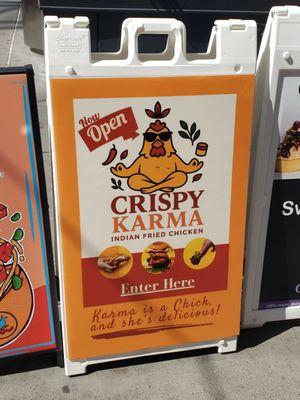 Now
Open
CRISPY
KARMA
INDIAN FRIED CHICKEN
Enter Here
Karma is a Chick,
and she's delicious!